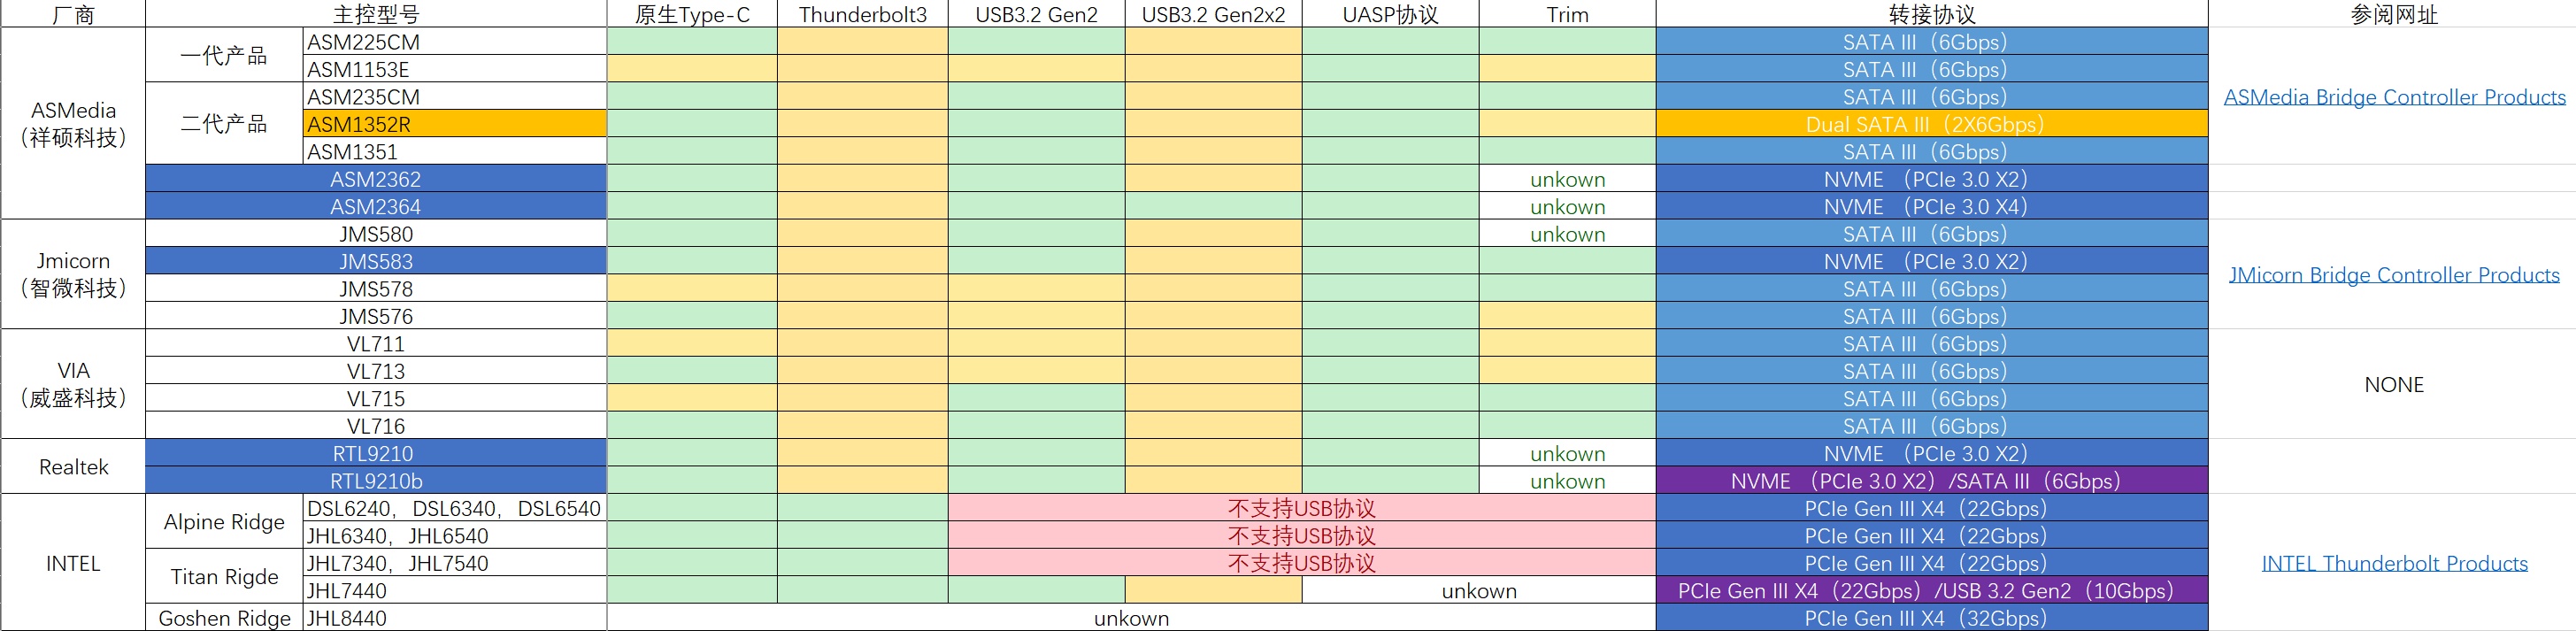 厂商 主控型号 原生Type-C Thunderbolt3 USB3.2 Gen2 USB3.2 Gen2x2 UASP协议 Trim 转接协议 参阅网址
ASMedia
（祥硕科技）
一代产品
ASM225CM SATA III（6Gbps）
ASM1153E SATA III（6Gbps）
二代产品
ASM235CM SATA III（6Gbps）
ASM1352R Dual SATA III（2X6Gbps）
ASM1351 SATA III（6Gbps）
ASMedia Bridge Controller Products
ASM2362 unkown NVME （PCIe 3.0 X2）
ASM2364 unkown NVME （PCIe 3.0 X4）
Jmicorn
（智微科技）
JMS580 unkown SATA III（6Gbps）
JMS583 NVME （PCIe 3.0 X2）
JMS578 SATA III（6Gbps）
JMS576 SATA III（6Gbps）
JMicorn Bridge Controller Products
VIA
（威盛科技）
VL711 SATA III（6Gbps）
VL713 SATA III（6Gbps）
VL715 SATA III（6Gbps）
VL716 SATA III（6Gbps）
NONE
Realtek
RTL9210 unkown NVME （PCIe 3.0 X2）
RTL9210b unkown NVME （PCIe 3.0 X2）/SATA III（6Gbps）
INTEL
Alpine Ridge
DSL6240，DSL6340，DSL6540 不支持USB协议 PCIe Gen III X4（22Gbps）
JHL6340，JHL6540 不支持USB协议 PCIe Gen III X4（22Gbps）
Titan Rigde
JHL7340，JHL7540 不支持USB协议 PCIe Gen III X4（22Gbps）
JHL7440 unkown PCIe Gen III X4（22Gbps）/USB 3.2 Gen2（10Gbps）
Goshen Ridge JHL8440 unkown PCIe Gen III X4（32Gbps）
INTEL Thunderbolt Products